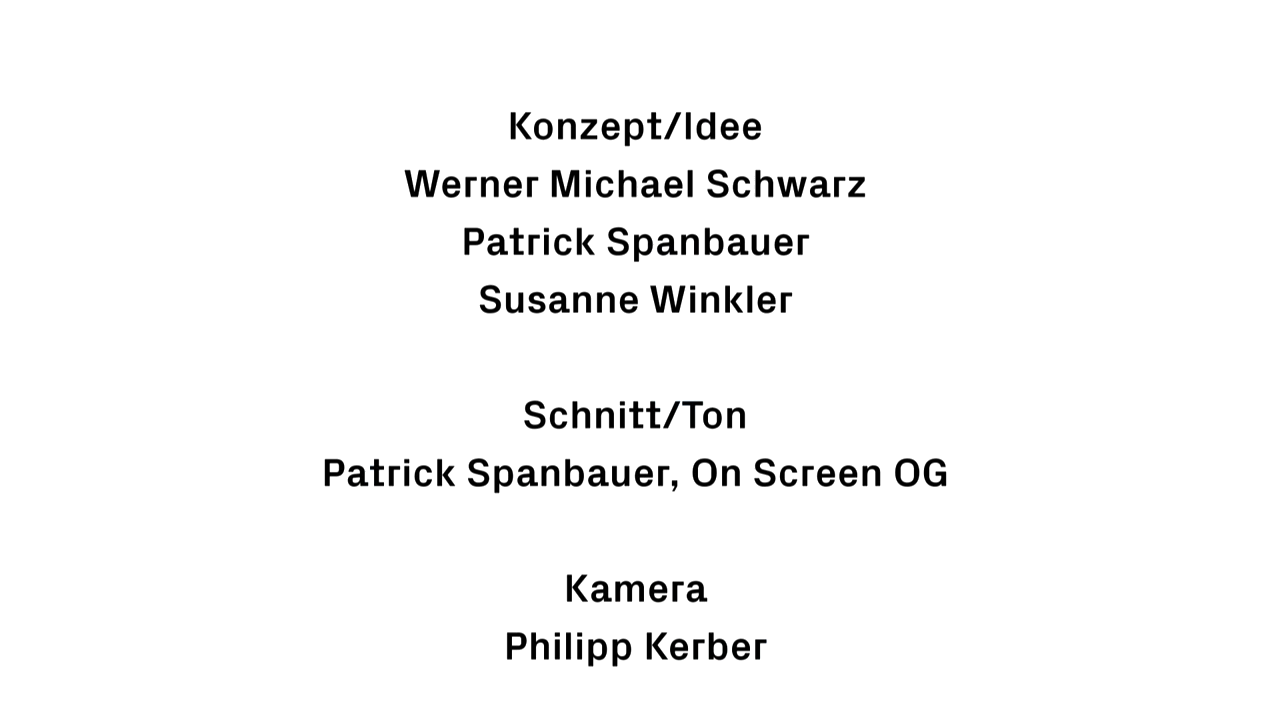 Konzept/Idee
Werner Michael Schwarz
Patrick Spanbauer
Susanne Winkler
Schnitt/Ton
Patrick Spanbauer, On Screen OG
Kamera
Philipp Kerber